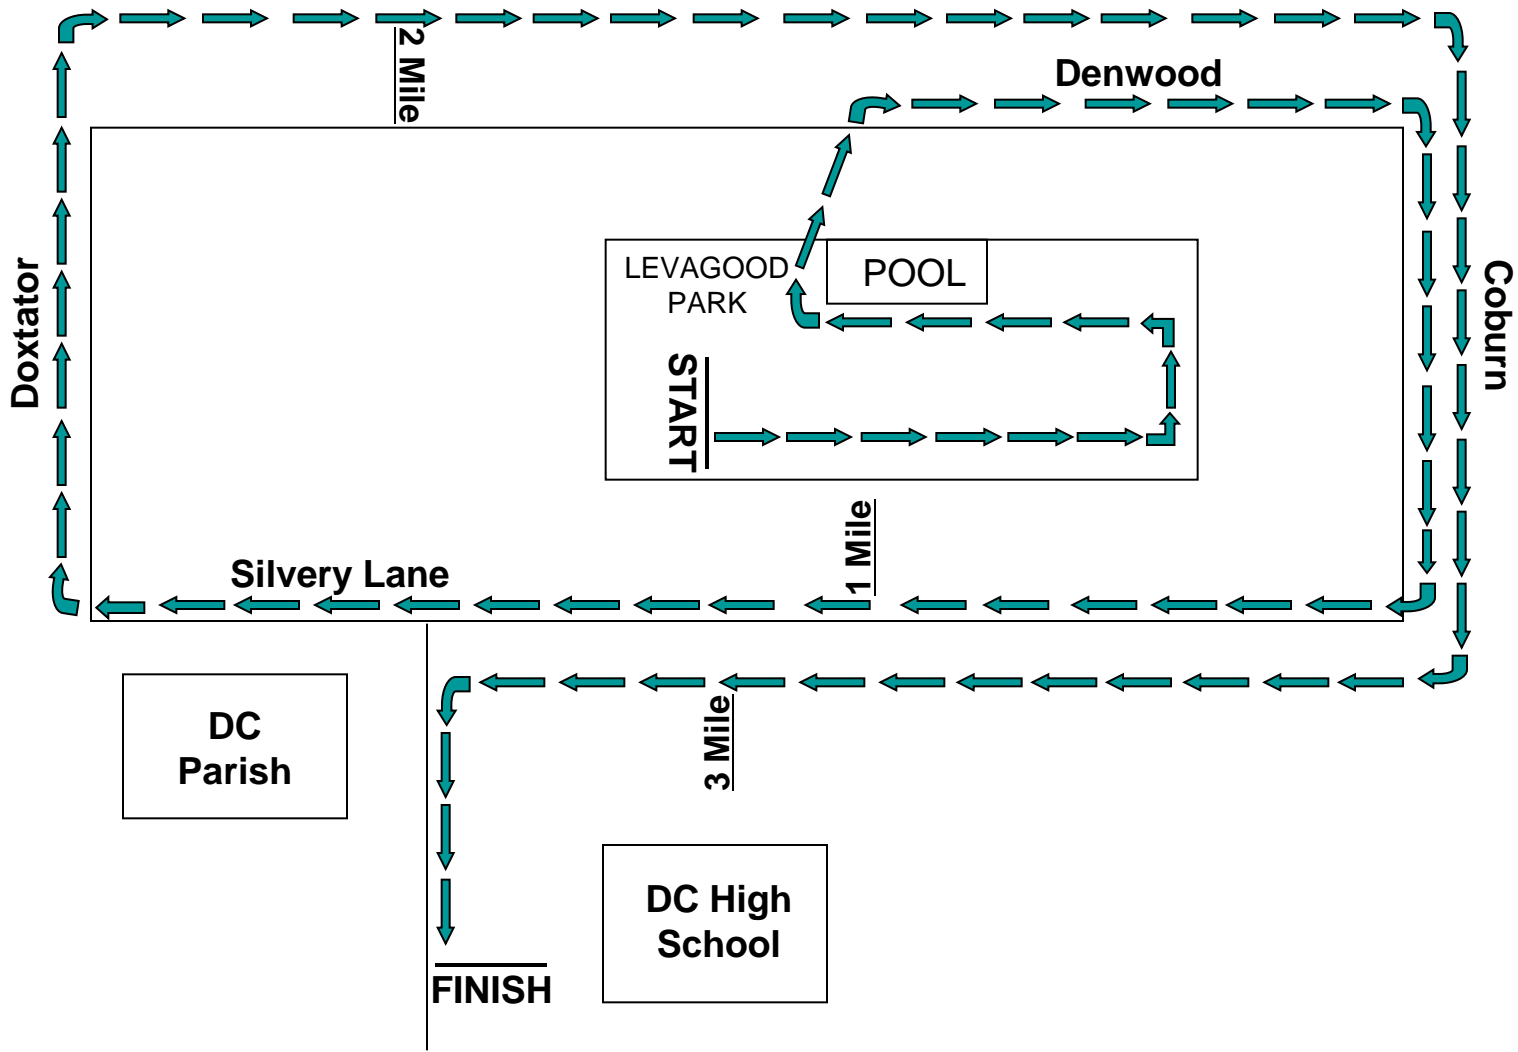 2 Mile
Denwood
LEVAGOOD
PARK
POOL
Doxtator
Coburn
START
1 Mile
Silvery Lane
3 Mile
DC
Parish
DC High
School
FINISH